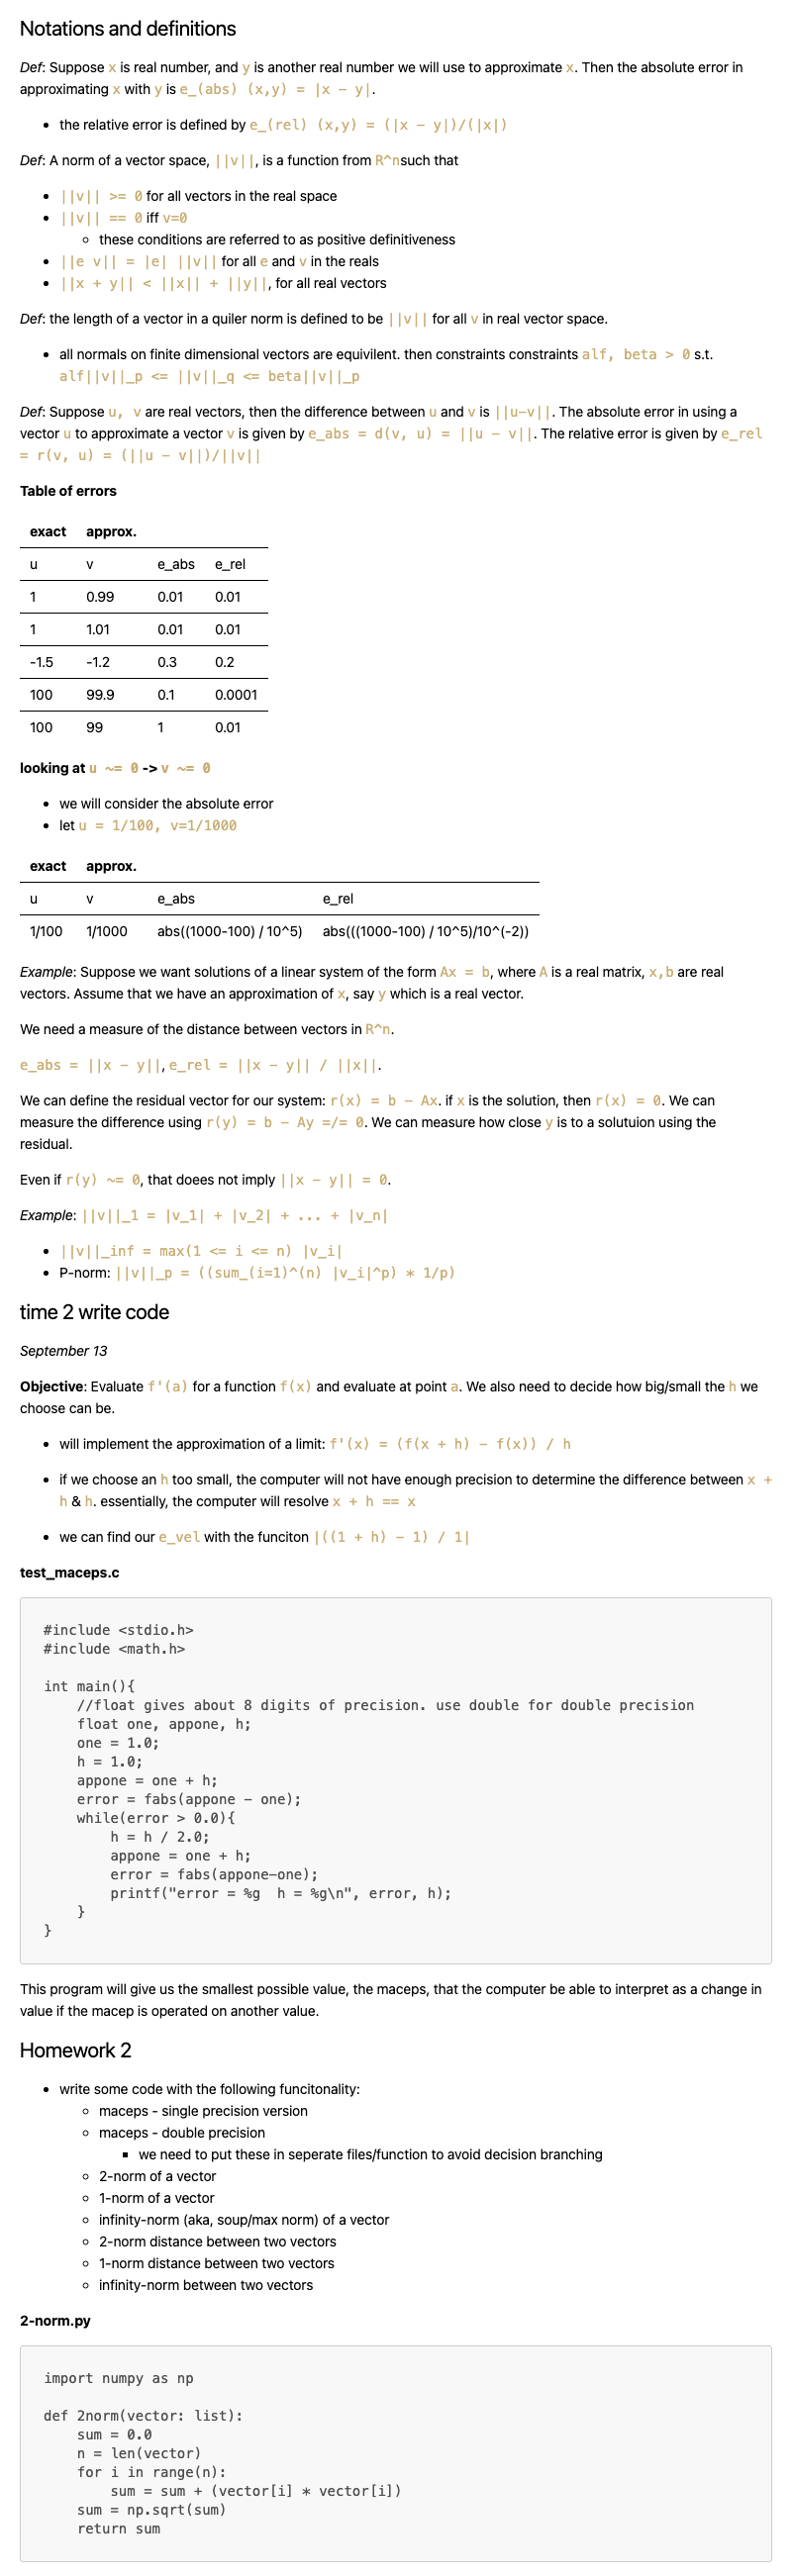 Notations and definitions
Def: Suppose x is real number, and y is another real number we will use to approximate x. Then the absolute error in
approximating x with y is e_(abs) (x,y) = |x - y|.
• the relative error is defined by e_(rel) (x,y) = (|x - y|)/(|x|)
Def: A norm of a vector space, ||v||, is a function from R^nsuch that
• ||v|| >= 0 for all vectors in the real space
• ||v|| == 0 iff v=0
◦ these conditions are referred to as positive definitiveness
• ||e v|| = |e| ||v|| for all e and v in the reals
• ||x + y|| < ||x|| + ||y||, for all real vectors
Def: the length of a vector in a quiler norm is defined to be ||v|| for all v in real vector space.
• all normals on finite dimensional vectors are equivilent. then constraints constraints alf, beta > 0 s.t.
alf||v||_p <= ||v||_q <= beta||v||_p
Def: Suppose u, v are real vectors, then the difference between u and v is ||u-v||. The absolute error in using a
vector u to approximate a vector v is given by e_abs = d(v, u) = ||u - v||. The relative error is given by e_rel
= r(v, u) = (||u - v||)/||v||
Table of errors
exact approx.
u v e_abs e_rel
1 0.99 0.01 0.01
1 1.01 0.01 0.01
-1.5 -1.2 0.3 0.2
100 99.9 0.1 0.0001
100 99 1 0.01
looking at u ~= 0 -> v ~= 0
• we will consider the absolute error
• let u = 1/100, v=1/1000
exact approx.
u v e_abs e_rel
1/100 1/1000 abs((1000-100) / 10^5) abs(((1000-100) / 10^5)/10^(-2))
Example: Suppose we want solutions of a linear system of the form Ax = b, where A is a real matrix, x,b are real
vectors. Assume that we have an approximation of x, say y which is a real vector.
We need a measure of the distance between vectors in R^n.
e_abs = ||x - y||, e_rel = ||x - y|| / ||x||.
We can define the residual vector for our system: r(x) = b - Ax. if x is the solution, then r(x) = 0. We can
measure the difference using r(y) = b - Ay =/= 0. We can measure how close y is to a solutuion using the
residual.
Even if r(y) ~= 0, that doees not imply ||x - y|| = 0.
Example: ||v||_1 = |v_1| + |v_2| + ... + |v_n|
• ||v||_inf = max(1 <= i <= n) |v_i|
• P-norm: ||v||_p = ((sum_(i=1)^(n) |v_i|^p) * 1/p)
time 2 write code
September 13
Objective: Evaluate f'(a) for a function f(x) and evaluate at point a. We also need to decide how big/small the h we
choose can be.
• will implement the approximation of a limit: f'(x) = (f(x + h) - f(x)) / h
• if we choose an h too small, the computer will not have enough precision to determine the difference between x +
h & h. essentially, the computer will resolve x + h == x
• we can find our e_vel with the funciton |((1 + h) - 1) / 1|
test_maceps.c
#include <stdio.h>
#include <math.h>
int main(){
//float gives about 8 digits of precision. use double for double precision
float one, appone, h;
one = 1.0;
h = 1.0;
appone = one + h;
error = fabs(appone - one);
while(error > 0.0){
h = h / 2.0;
appone = one + h;
error = fabs(appone-one);
printf("error = %g  h = %g\n", error, h);
}
}
This program will give us the smallest possible value, the maceps, that the computer be able to interpret as a change in
value if the macep is operated on another value.
Homework 2
• write some code with the following funcitonality:
◦ maceps - single precision version
◦ maceps - double precision
▪ we need to put these in seperate files/function to avoid decision branching
◦ 2-norm of a vector
◦ 1-norm of a vector
◦ infinity-norm (aka, soup/max norm) of a vector
◦ 2-norm distance between two vectors
◦ 1-norm distance between two vectors
◦ infinity-norm between two vectors
2-norm.py
import numpy as np
def 2norm(vector: list):
sum = 0.0
n = len(vector)
for i in range(n):
sum = sum + (vector[i] * vector[i])
sum = np.sqrt(sum)
return sum